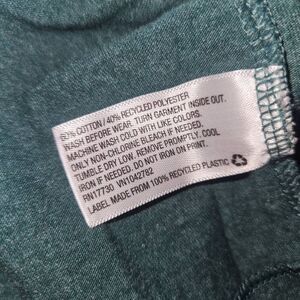 60% COTTON / 40% RECYCLED POLYESTER
WASH BEFORE WEAR. TURN GARMENT INSIDE OUT.
MACHINE WASH COLD WITH LIKE COLORS.
ONLY NON-CHLORINE BLEACH IF NEEDED.
TUMBLE DRY LOW. REMOVE PROMPTLY. COOL
IRON IF NEEDED. DO NOT IRON ON PRINT.
RN17730 VN1042782
LABEL MADE FROM 100% RECYCLED PLASTIC